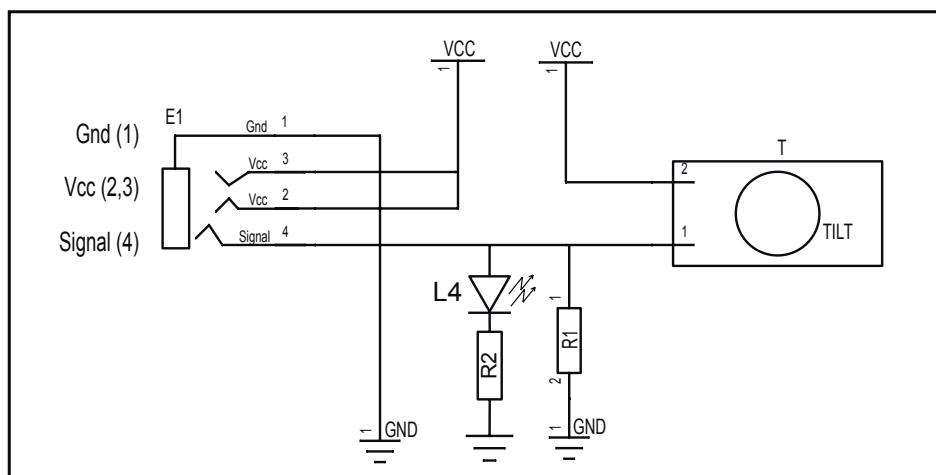 VCC
1
VCC
1
E1
Gnd (1)
Gnd 1
T
Vcc 3
2
Vcc (2,3)
Vcc 2
TILT
Signal (4)
Signal 4
1
L4
1
R1
R2
2
1 GND
1 GND